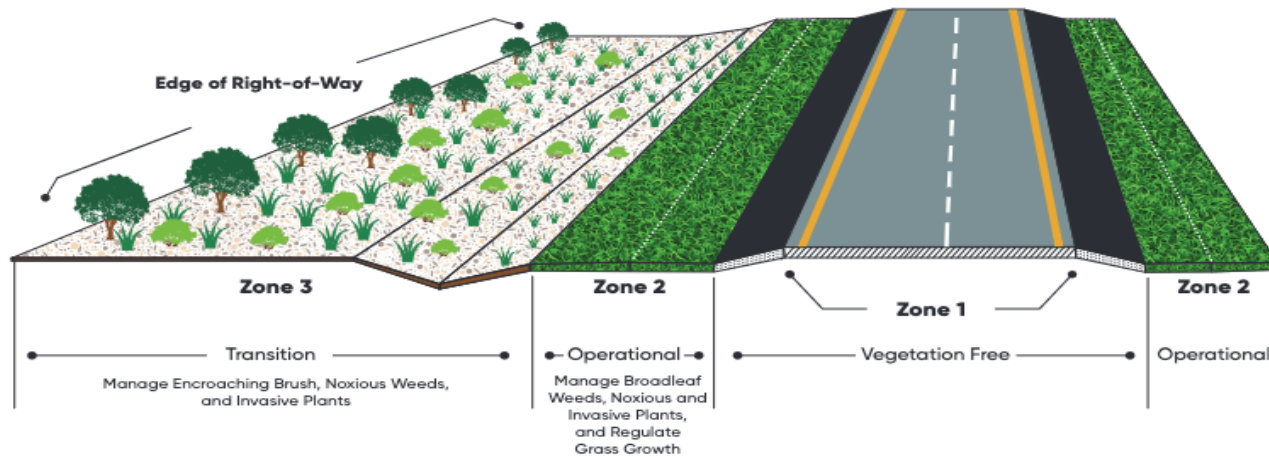 Edge of Right-of-Way
Zone 3
Zone 2
Zone 1
Zone 2
Transition
Operational
Vegetation Free
Operational
Manage Encroaching Brush, Noxious Weeds,
and Invasive Plants
Manage Broadleaf
Weeds, Noxious and
Invasive Plants,
and Regulate
Grass Growth